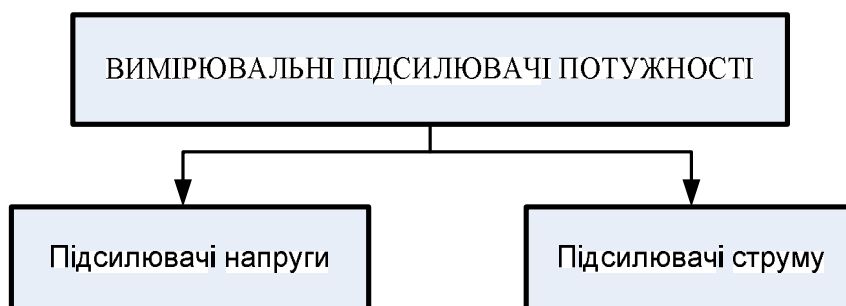 ВИМІРЮВАЛЬНІ ПІДСИЛЮВАЧІ ПОТУЖНОСТІ
Підсилювачі напруги
Підсилювачі струму